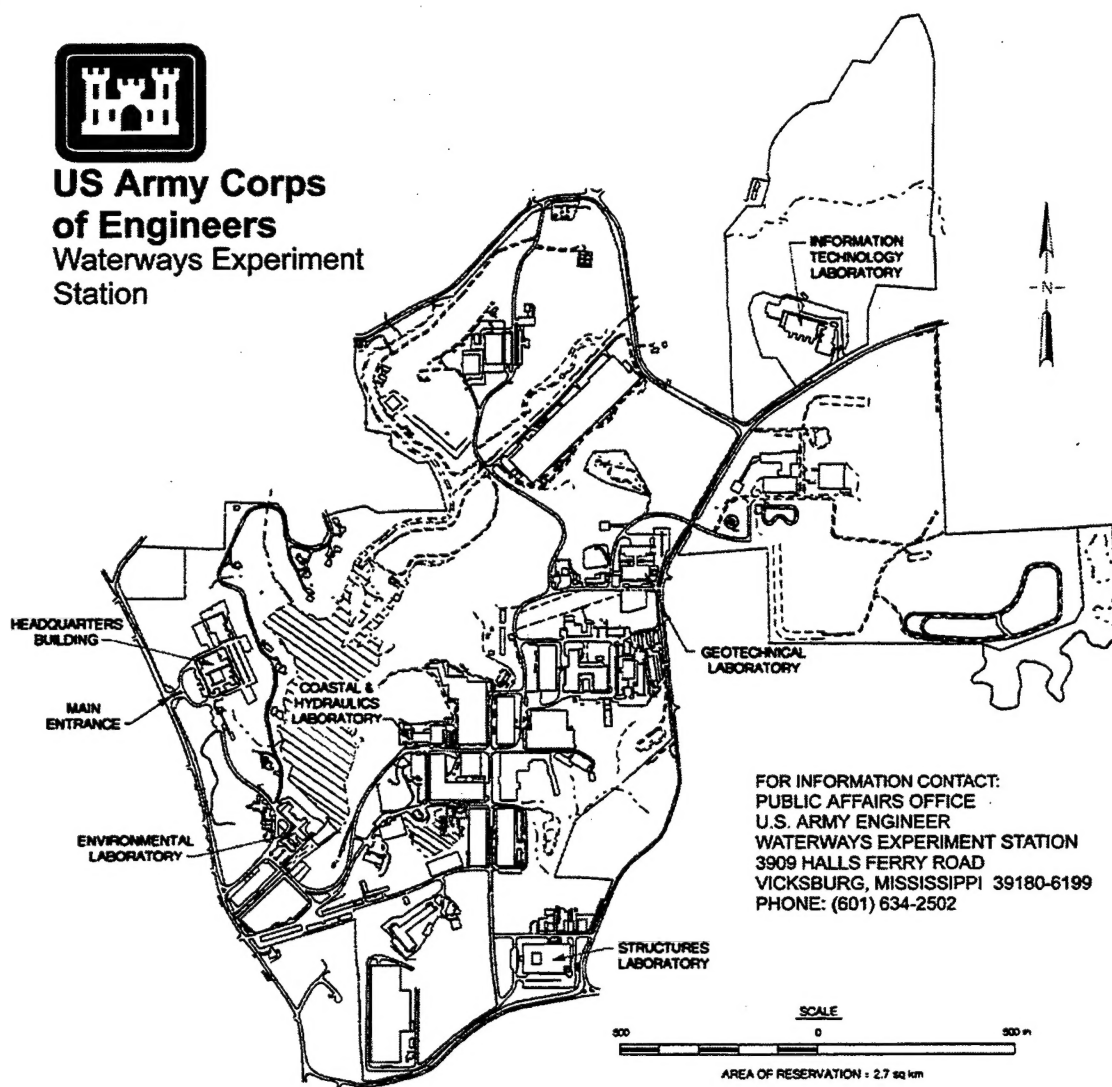 US Army Corps
of Engineers
Waterways Experiment
Station
INFORMATION
TECHNOLOGY
LABORATORY
N
HEADQUARTERS
BUILDING
MAIN
ENTRANCE
COASTAL &
HYDRAULICS
LABORATORY
GEOTECHNICAL
LABORATORY
ENVIRONMENTAL
LABORATORY
FOR INFORMATION CONTACT:
PUBLIC AFFAIRS OFFICE
U.S. ARMY ENGINEER
WATERWAYS EXPERIMENT STATION
3909 HALLS FERRY ROAD
VICKSBURG, MISSISSIPPI 39180-6199
PHONE: (601) 634-2502
STRUCTURES
LABORATORY
SCALE
500 0 500 m
AREA OF RESERVATION = 2.7 sq km